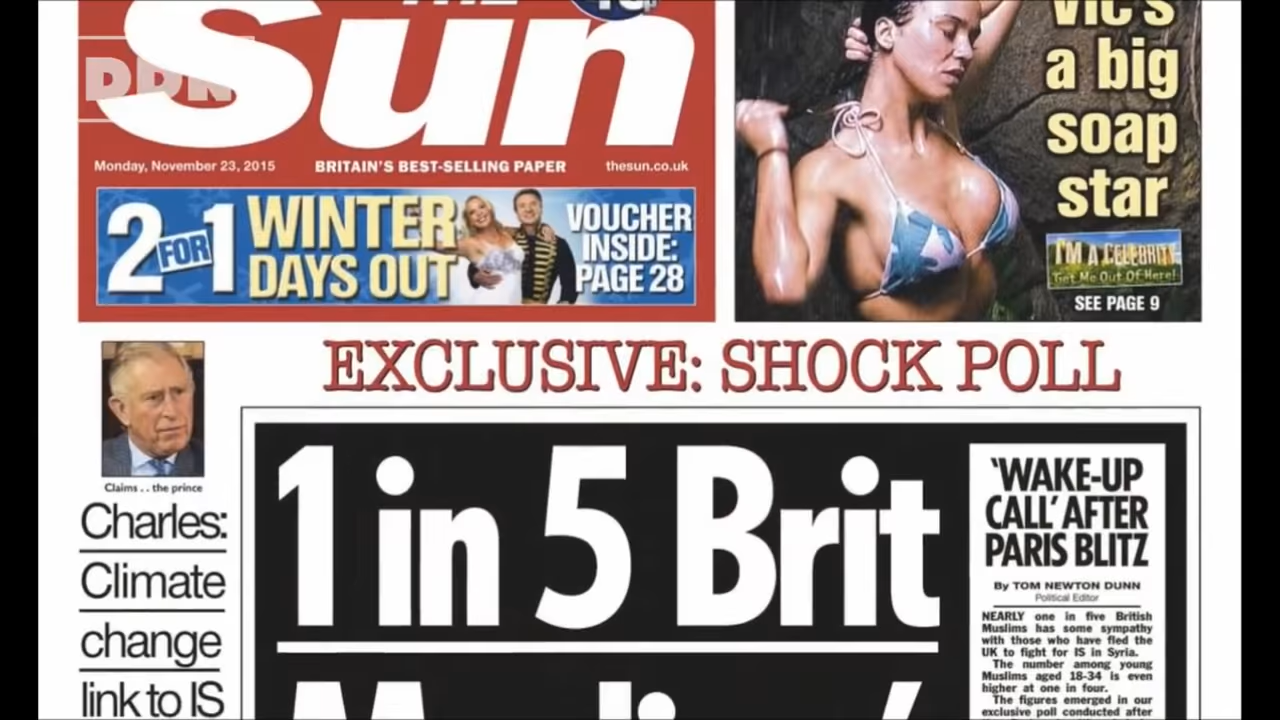 THE
Sun
DDN
Monday, November 23, 2015 BRITAIN'S BEST-SELLING PAPER thesun.co.uk
2 FOR 1
WINTER
DAYS OUT
VOUCHER
INSIDE:
PAGE 28
Vic's
a big
soap
star
I'M A CELEBRITY
Get Me Out Of Here!
SEE PAGE 9
EXCLUSIVE: SHOCK POLL
Claims . . the prince
Charles:
Climate
change
link to IS
1 in 5 Brit
'WAKE-UP
CALL' AFTER
PARIS BLITZ
By TOM NEWTON DUNN
Political Editor
NEARLY one in five British
Muslims has some sympathy
with those who have fled the
UK to fight for IS in Syria.
The number among young
Muslims aged 18-34 is even
higher at one in four.
The figures emerged in our
exclusive poll conducted after